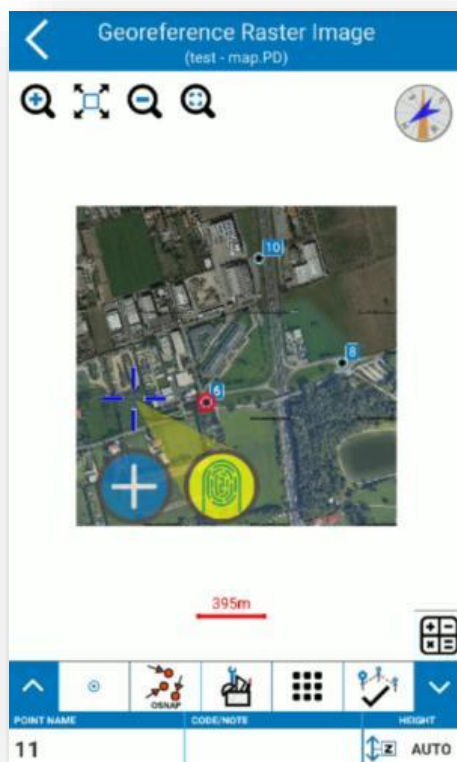 Georeference Raster Image
(test - map.PD)
10
8
6
395m
OSNAP
POINT NAME CODE/NOTE HEIGHT
11 Z AUTO